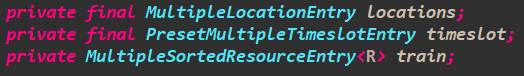 private final MultipleLocationEntry locations;
private final PresetMultipleTimeslotEntry timeslot;
private MultipleSortedResourceEntry<R> train;